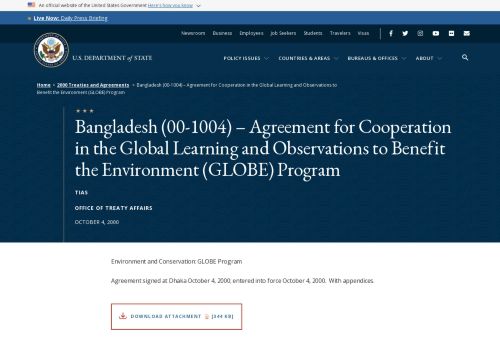 An official website of the United States Government Here's how you know
Live Now: Daily Press Briefing
Newsroom Business Employees Job Seekers Students Travelers Visas
U.S. DEPARTMENT of STATE
POLICY ISSUES COUNTRIES & AREAS BUREAUS & OFFICES ABOUT
Home > 2000 Treaties and Agreements > Bangladesh (00-1004) – Agreement for Cooperation in the Global Learning and Observations to
Benefit the Environment (GLOBE) Program
Bangladesh (00-1004) – Agreement for Cooperation
in the Global Learning and Observations to Benefit
the Environment (GLOBE) Program
TIAS
OFFICE OF TREATY AFFAIRS
OCTOBER 4, 2000
Environment and Conservation: GLOBE Program
Agreement signed at Dhaka October 4, 2000; entered into force October 4, 2000. With appendices.
DOWNLOAD ATTACHMENT [344 KB]